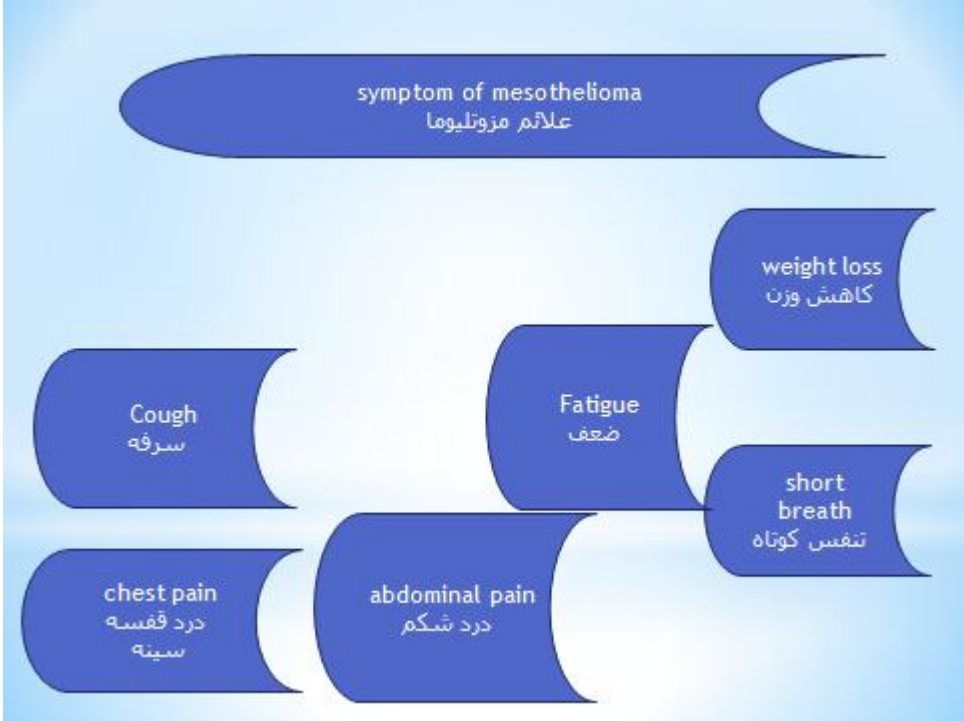 symptom of mesothelioma
علائم مزوتلیوما
weight loss
کاهش وزن
Fatigue
ضعف
Cough
سرفه
short
breath
تنفس کوتاه
abdominal pain
درد شکم
chest pain
درد قفسه
سینه